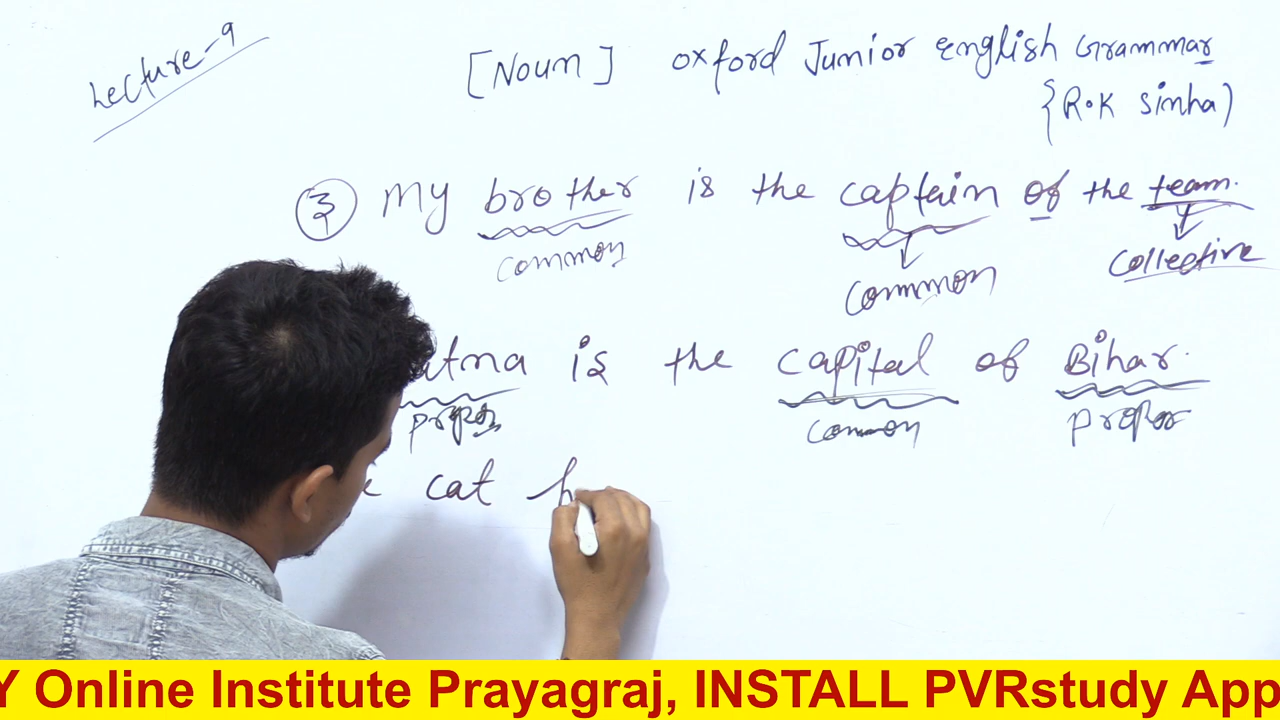 Lecture-9
[Noun] Oxford Junior English Grammar
{R.K Sinha)
③ My brother is the captain of the team.
common common collective
atna is the capital of Bihar.
proper common proper
cat h
Y Online Institute Prayagraj, INSTALL PVRstudy App